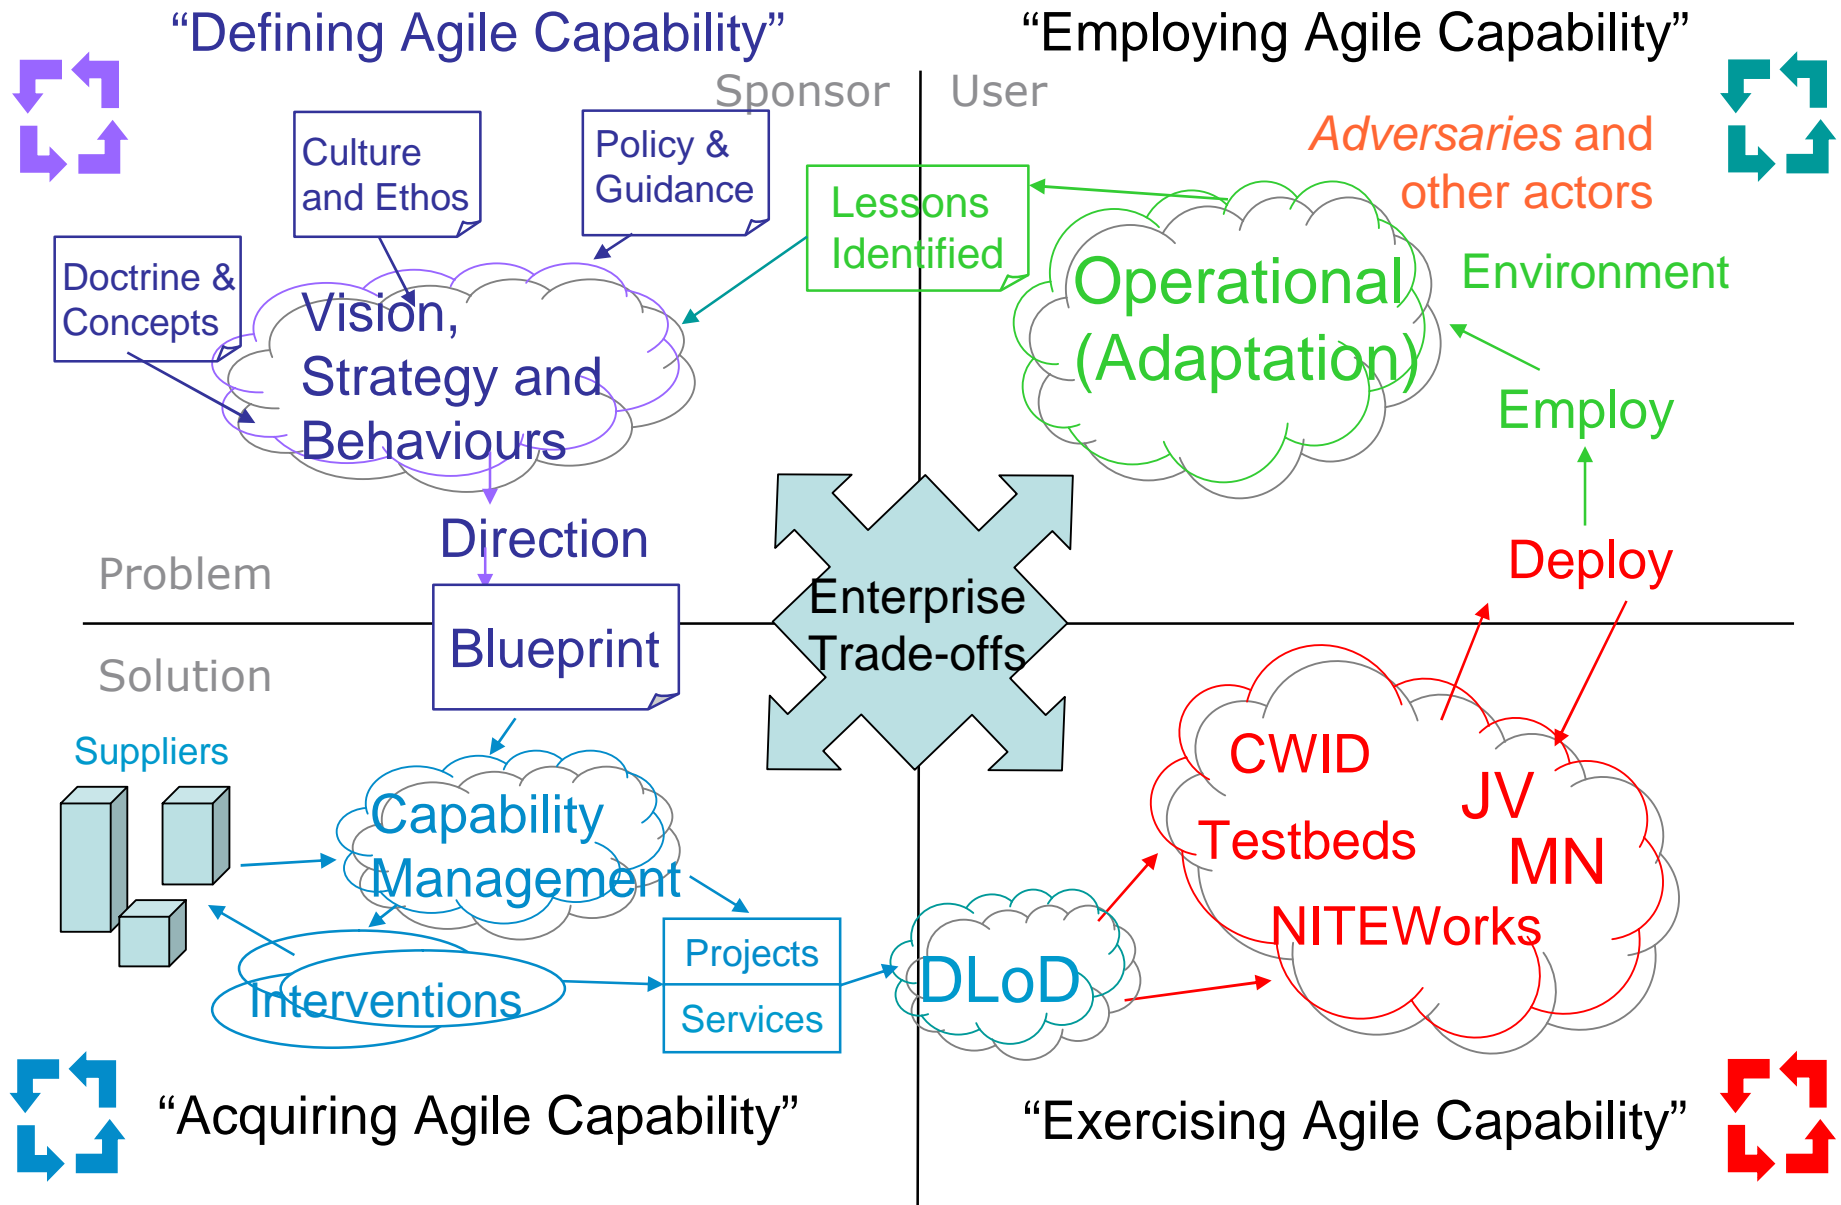 “Defining Agile Capability”
“Employing Agile Capability”
Sponsor
User
Culture
and Ethos
Policy &
Guidance
Doctrine &
Concepts
Vision,
Strategy and
Behaviours
Lessons
Identified
Adversaries and
other actors
Operational
(Adaptation)
Environment
Employ
Deploy
Direction
Problem
Solution
Blueprint
Enterprise
Trade-offs
Suppliers
Capability
Management
Interventions
Projects
Services
DLoD
CWID
JV
Testbeds
MN
NITEWorks
“Acquiring Agile Capability”
“Exercising Agile Capability”